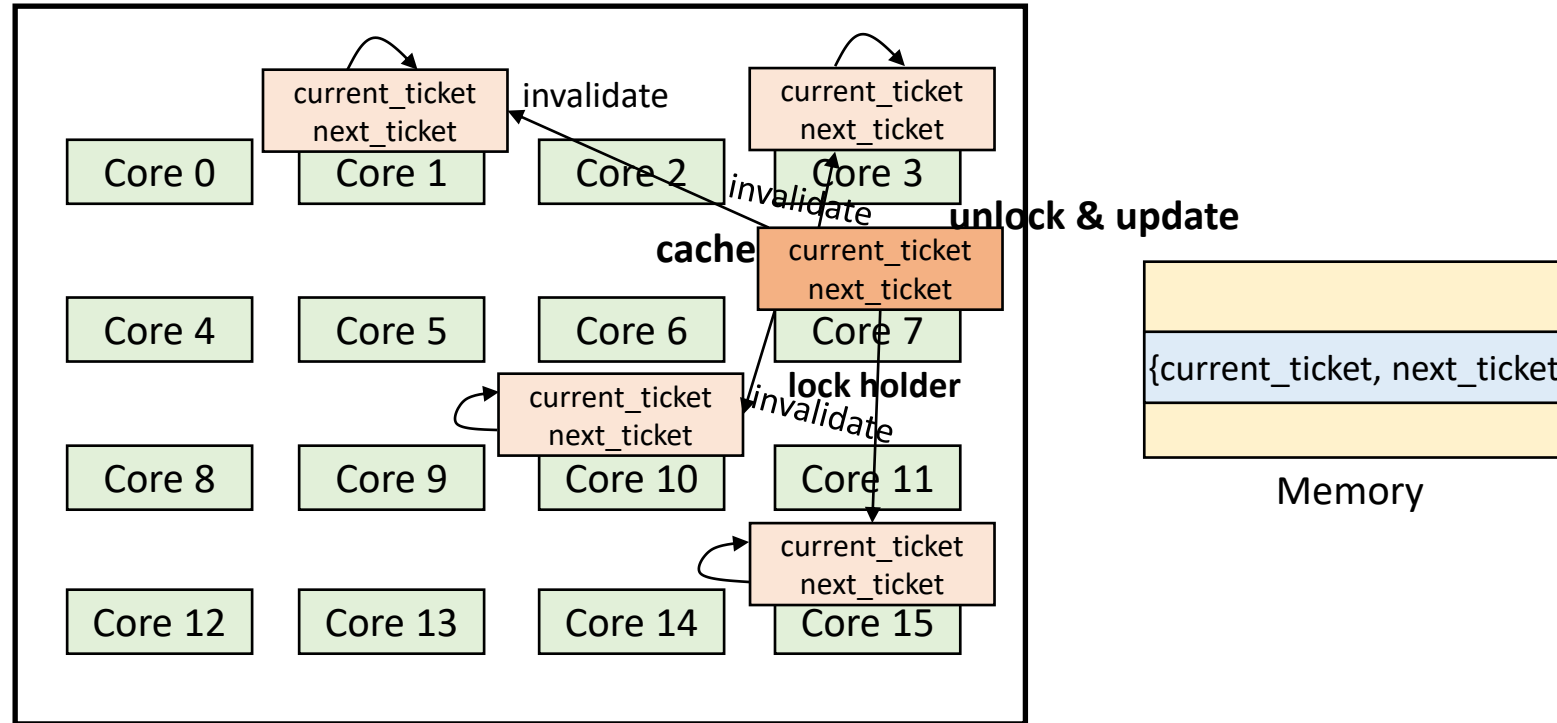 current_ticket
next_ticket
invalidate
current_ticket
next_ticket
Core 0
Core 1
Core 2
Core 3
invalidate
unlock & update
cache
current_ticket
next_ticket
Core 4
Core 5
Core 6
Core 7
{current_ticket, next_ticket
lock holder
current_ticket
next_ticket
invalidate
Core 8
Core 9
Core 10
Core 11
Memory
current_ticket
next_ticket
Core 12
Core 13
Core 14
Core 15